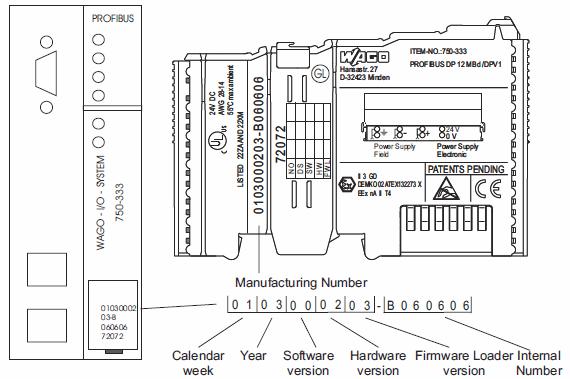 PROFIBUS
WAGO - I/O - SYSTEM
750-333
01030002
03-B
060606
72072
24V DC
AWG 28-14
55°C max ambient
LISTED 22ZA AND 22XM
0103000203-B060606
72072
NO
DS
SW
HW
FWL
GL
WAGO
Hansastr. 27
D-32423 Minden
ITEM-NO.:750-333
PROFIBUS DP 12 MBd /DPV1
24 V
0 V
Power Supply
Field
Power Supply
Electronic
PATENTS PENDING
II 3 GD
DEMKO 02 ATEX132273 X
EEx nA II T4
Manufacturing Number
0 1 0 3 0 0 0 2 0 3 - B 0 6 0 6 0 6
Calendar
week
Year
Software
version
Hardware
version
Firmware Loader
version
Internal
Number